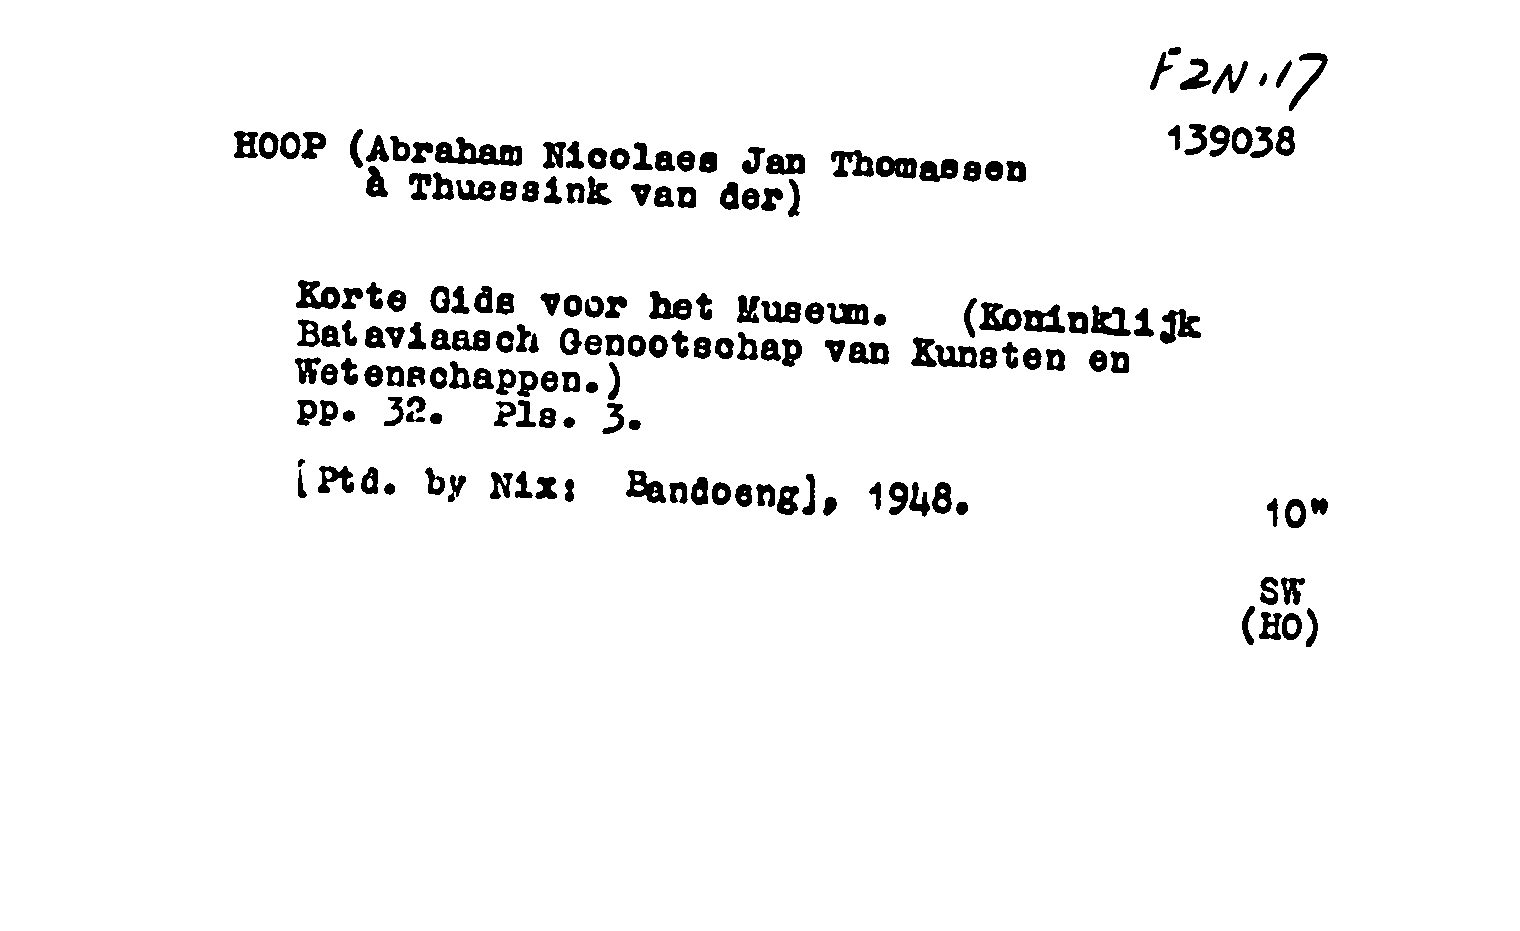 F2N.17
139038
HOOP (Abraham Nicolaes Jan Thomassen
à Thuessink van der)
Korte Gids voor het Museum. (Koninklijk
Bataviaasch Genootschap van Kunsten en
Wetenschappen.)
pp. 32. Pls. 3.
[Ptd. by Nix: Bandoeng], 1948.
10"
SW
(HO)